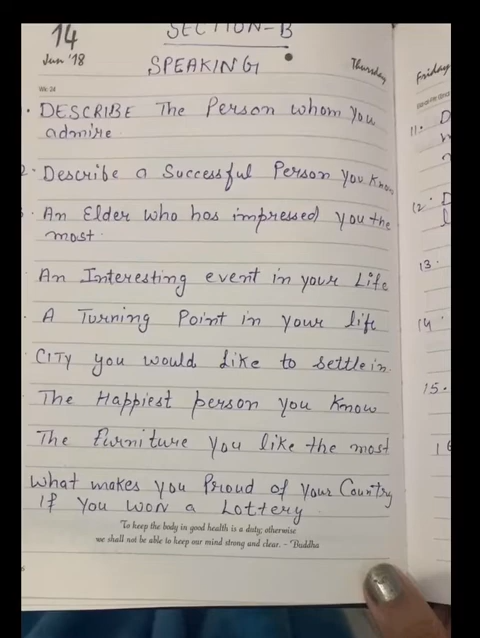 14
Jun '18
SECTION-B
SPEAKING
Thursday
Friday
Wk 24
DESCRIBE The Person whom you
admire
2. Describe a Successful Person you Know
An Elder who has impressed you the
most.
An Interesting event in your Life
A Turning Point in your life
CITY you would like to settle in.
The Happiest person you Know
The Furniture you like the most
What makes you Proud of your Country
If You won a Lottery
To keep the body in good health is a duty; otherwise
we shall not be able to keep our mind strong and clear. - Buddha
11.
12.
13.
14
15.